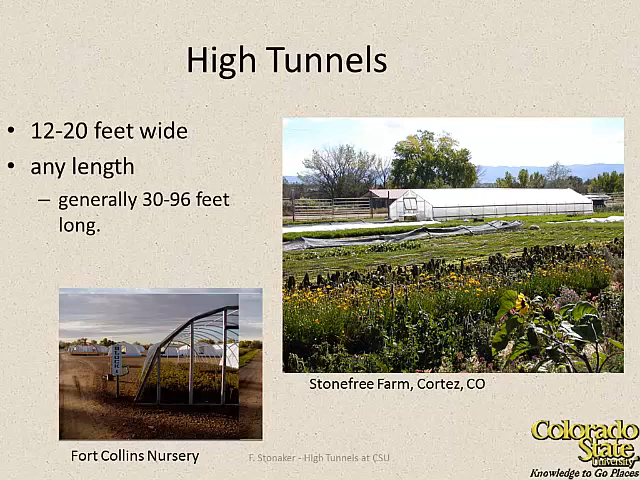 High Tunnels
• 12-20 feet wide
• any length
– generally 30-96 feet
long.
Stonefree Farm, Cortez, CO
Fort Collins Nursery
F. Stonaker - High Tunnels at CSU
Colorado
State
University
Knowledge to Go Places